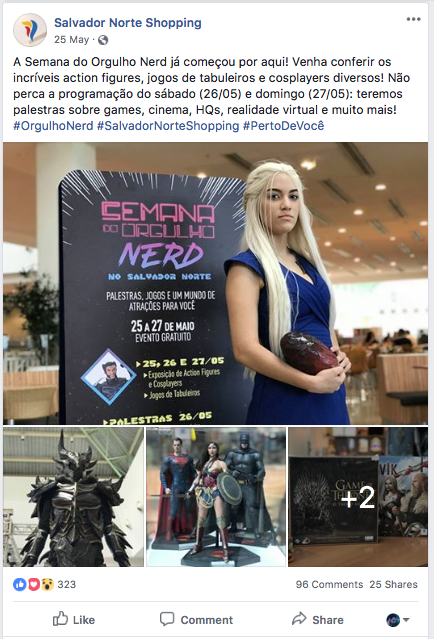 Salvador Norte Shopping
25 May ·
A Semana do Orgulho Nerd já começou por aqui! Venha conferir os
incríveis action figures, jogos de tabuleiros e cosplayers diversos! Não
perca a programação do sábado (26/05) e domingo (27/05): teremos
palestras sobre games, cinema, HQs, realidade virtual e muito mais!
#OrgulhoNerd #SalvadorNorteShopping #PertoDeVocê
SEMANA
DO ORGULHO
NERD
NO SALVADOR NORTE
PALESTRAS, JOGOS E UM MUNDO DE
ATRAÇÕES PARA VOCÊ
25 A 27 DE MAIO
EVENTO GRATUITO
25, 26 E 27/05
Exposição de Action Figures
e Cosplayers
Jogos de Tabuleiros
PALESTRAS 26/05
GAME
+2
323
96 Comments 25 Shares
Like Comment Share